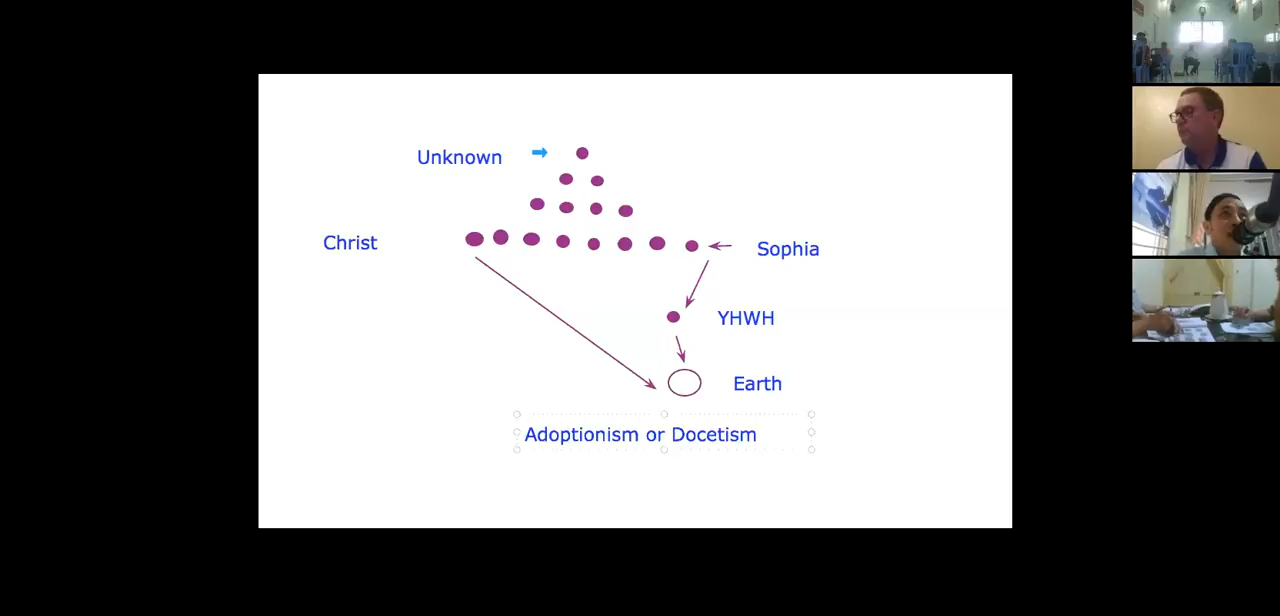 Unknown
Christ
Sophia
YHWH
Earth
Adoptionism or Docetism